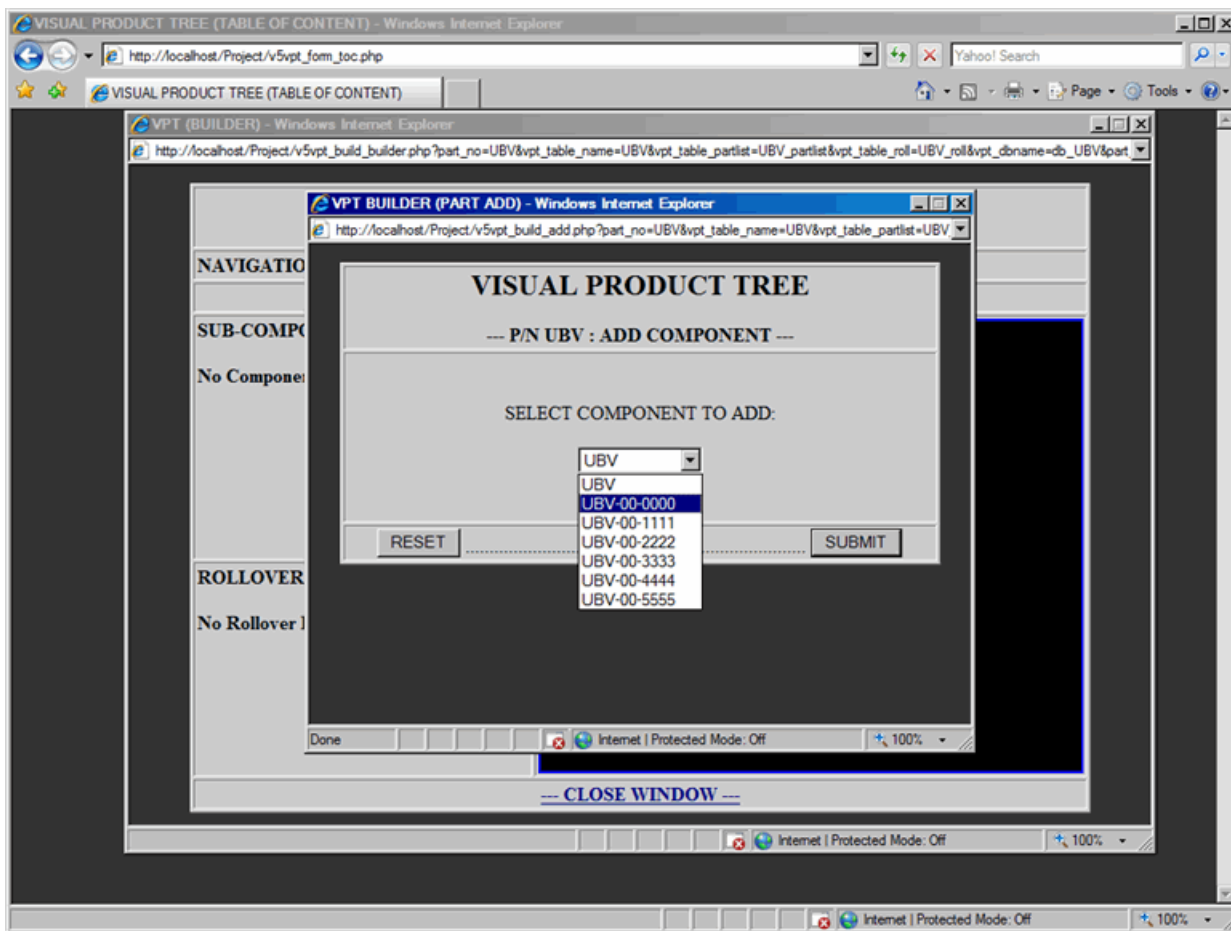 VISUAL PRODUCT TREE (TABLE OF CONTENT) - Windows Internet Explorer
http://localhost/Project/v5vpt_form_toc.php
Yahoo! Search
VISUAL PRODUCT TREE (TABLE OF CONTENT)
Page
Tools
VPT (BUILDER) - Windows Internet Explorer
http://localhost/Project/v5vpt_build_builder.php?part_no=UBV&vpt_table_name=UBV&vpt_table_partlist=UBV_partlist&vpt_table_roll=UBV_roll&vpt_dbname=db_UBV&part_
VPT BUILDER (PART ADD) - Windows Internet Explorer
http://localhost/Project/v5vpt_build_add.php?part_no=UBV&vpt_table_name=UBV&vpt_table_partlist=UBV_
NAVIGATIO
SUB-COMPO
No Componer
ROLLOVER
No Rollover I
VISUAL PRODUCT TREE
--- P/N UBV : ADD COMPONENT ---
SELECT COMPONENT TO ADD:
UBV
UBV
UBV-00-0000
UBV-00-1111
UBV-00-2222
UBV-00-3333
UBV-00-4444
UBV-00-5555
RESET
SUBMIT
Done
Internet | Protected Mode: Off
100%
--- CLOSE WINDOW ---
Internet | Protected Mode: Off
100%
Internet | Protected Mode: Off
100%